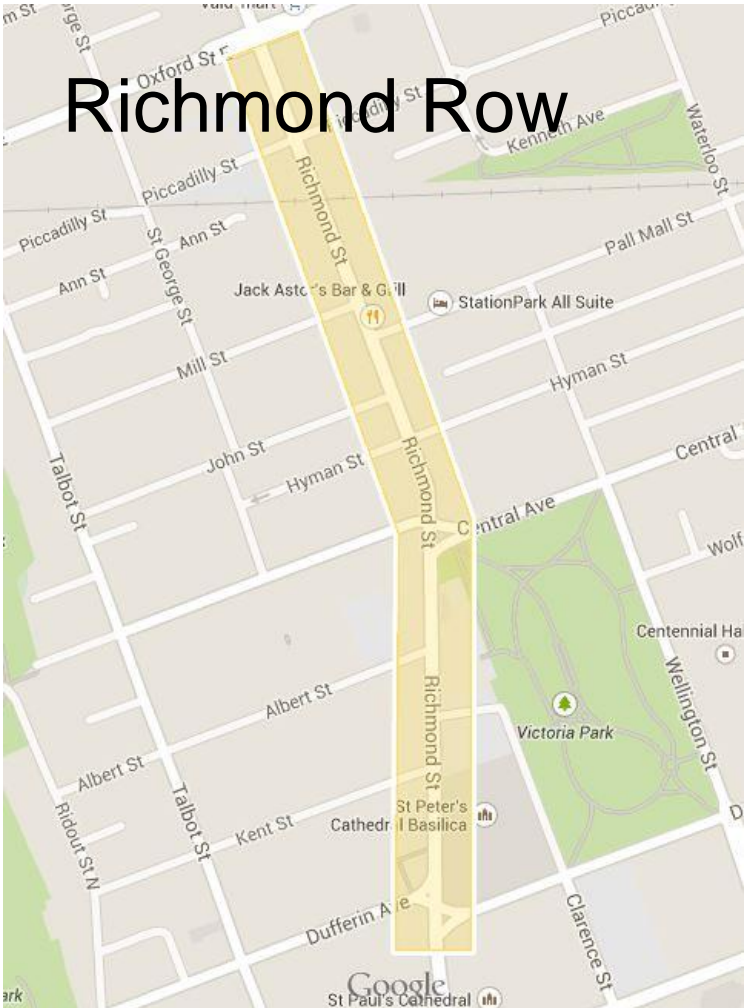 m St
Oxford St
Richmond Row
Kenneth Ave
Waterloo St
Piccadilly St
Piccadilly St
Richmond St
Ann St
Ann St
St George St
Pall Mall St
Jack Astor's Bar & Grill
StationPark All Suite
Mill St
Hyman St
Richmond St
John St
Hyman St
Central
Talbot St
Central Ave
Wolf
Centennial Hal
Wellington St
Richmond St
Albert St
Victoria Park
Albert St
Talbot St
St Peter's
Cathedral Basilica
Kent St
Ridout St N
Dufferin Ave
Clarence St
Google
St Paul's Cathedral
ark